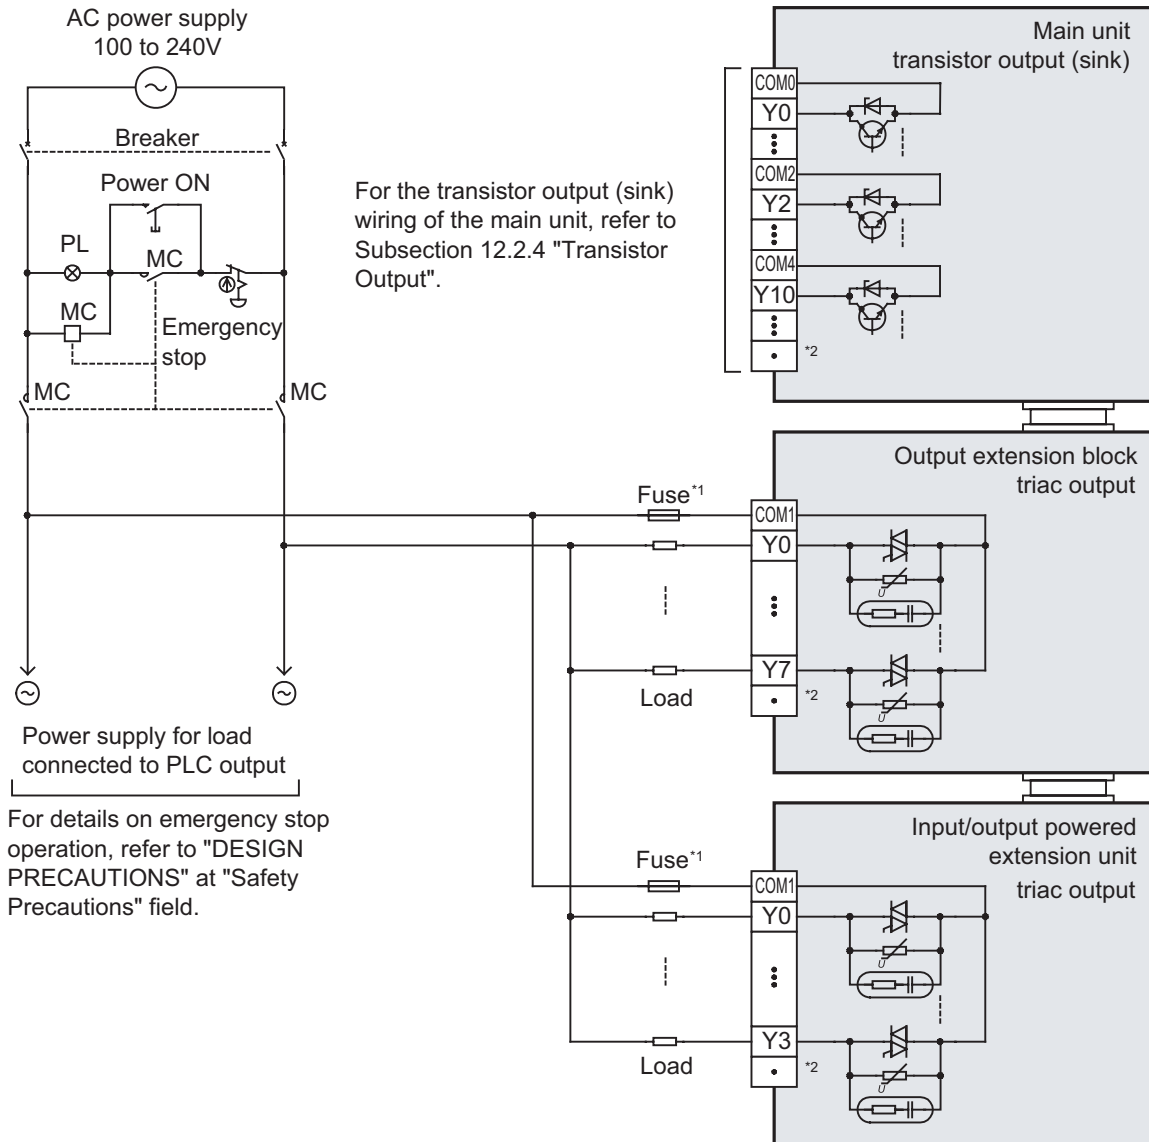 AC power supply
100 to 240V
Breaker
Power ON
PL
MC
MC
Emergency
stop
MC
MC
Power supply for load
connected to PLC output
For details on emergency stop
operation, refer to "DESIGN
PRECAUTIONS" at "Safety
Precautions" field.
For the transistor output (sink)
wiring of the main unit, refer to
Subsection 12.2.4 "Transistor
Output".
Main unit
transistor output (sink)
COM0
Y0
COM2
Y2
COM4
Y10
*2
Output extension block
triac output
Fuse*1
COM1
Y0
U
Y7
Load
*2
U
Input/output powered
extension unit
triac output
Fuse*1
COM1
Y0
U
Y3
Load
*2
U